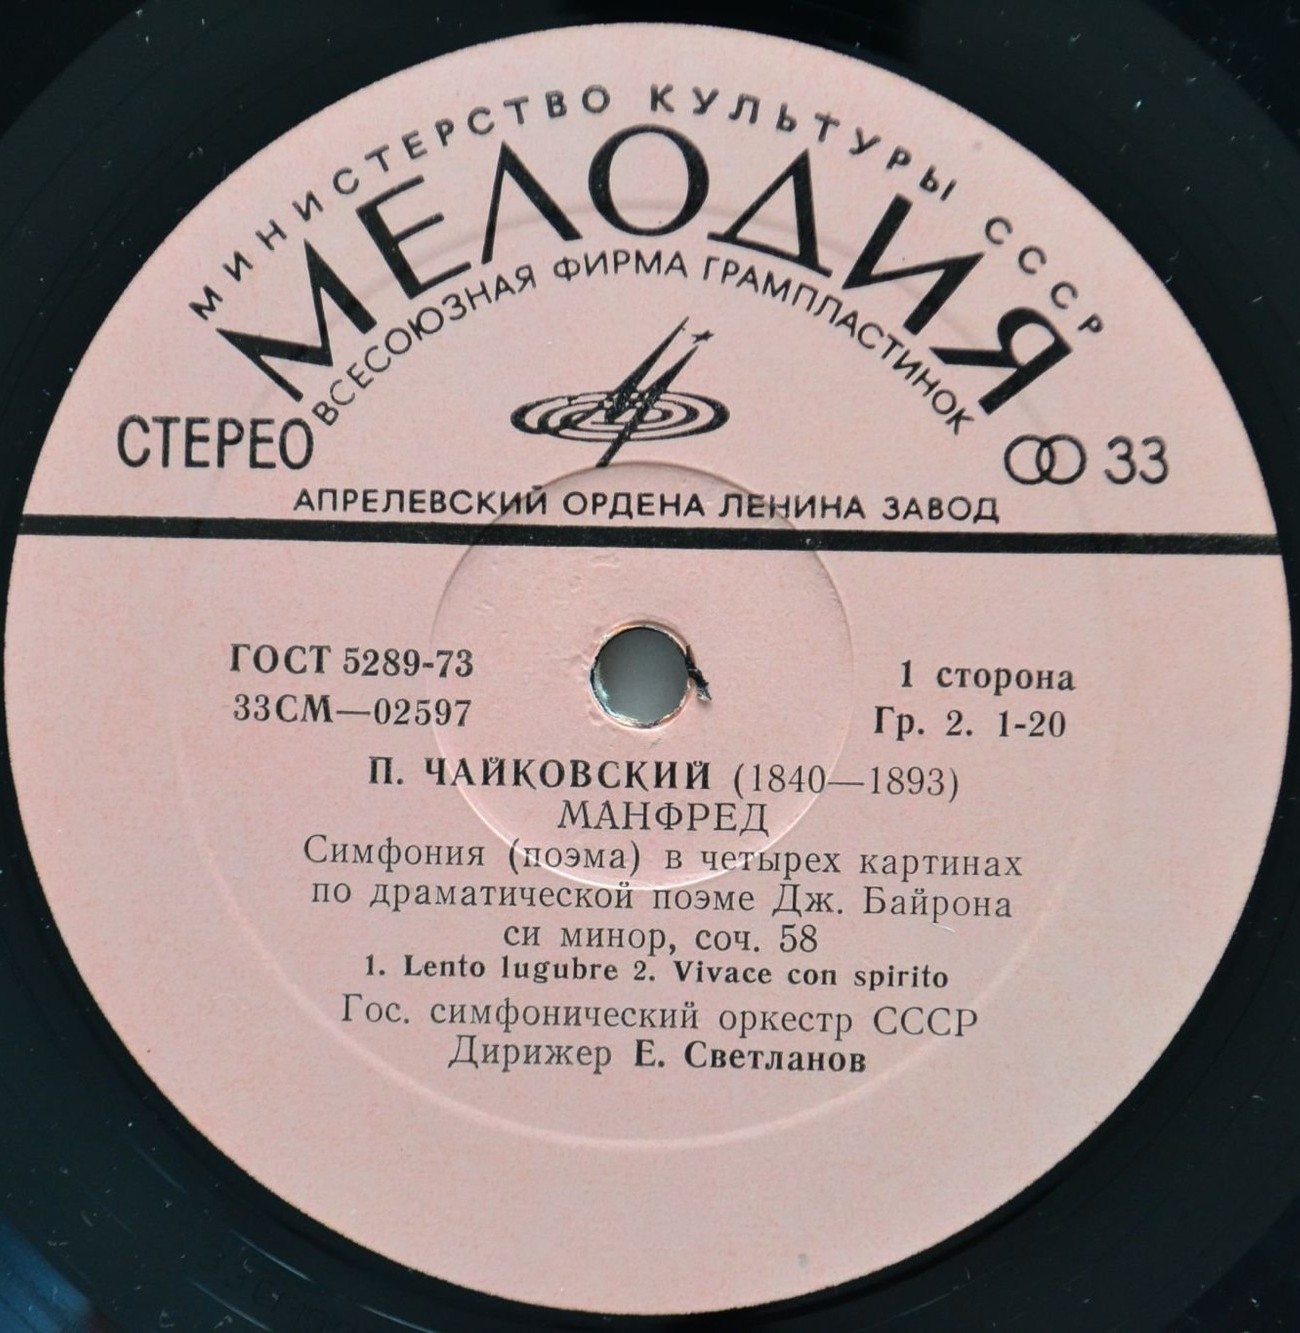 МИНИСТЕРСТВО КУЛЬТУРЫ СССР
МЕЛОДИЯ
ВСЕСОЮЗНАЯ ФИРМА ГРАМПЛАСТИНОК
СТЕРЕО
33
АПРЕЛЕВСКИЙ ОРДЕНА ЛЕНИНА ЗАВОД
ГОСТ 5289-73
1 сторона
33СМ—02597
Гр. 2. 1-20
П. ЧАЙКОВСКИЙ (1840—1893)
МАНФРЕД
Симфония (поэма) в четырех картинах
по драматической поэме Дж. Байрона
си минор, соч. 58
1. Lento lugubre 2. Vivace con spirito
Гос. симфонический оркестр СССР
Дирижер Е. Светланов